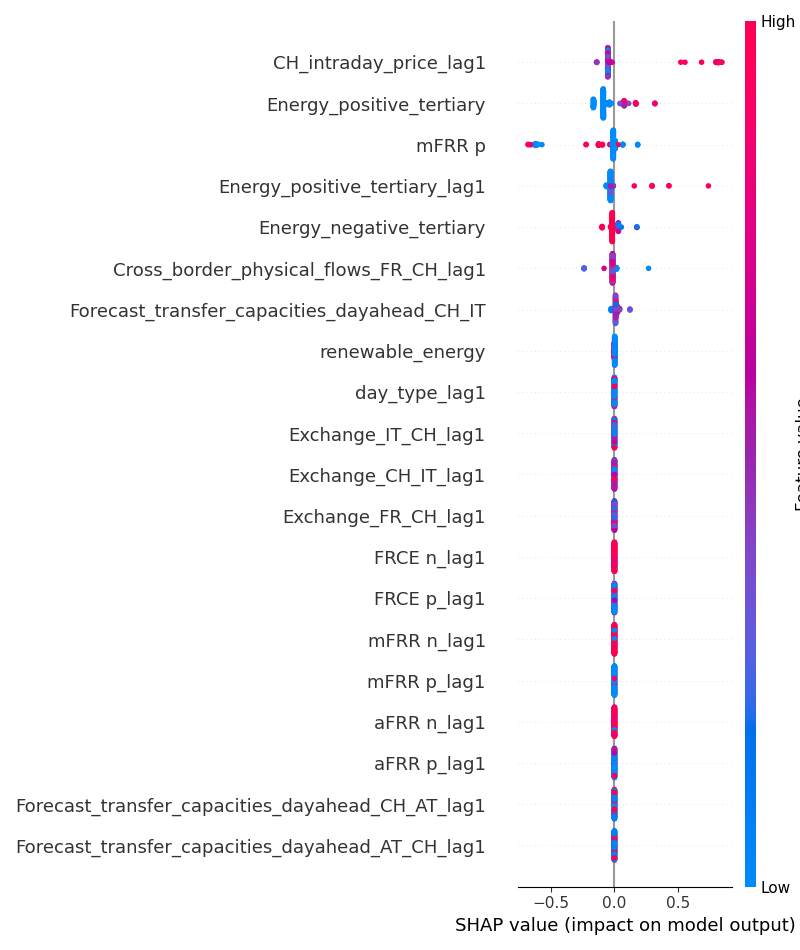 High
CH_intraday_price_lag1
Energy_positive_tertiary
mFRR p
Energy_positive_tertiary_lag1
Energy_negative_tertiary
Cross_border_physical_flows_FR_CH_lag1
Forecast_transfer_capacities_dayahead_CH_IT
renewable_energy
day_type_lag1
Exchange_IT_CH_lag1
Exchange_CH_IT_lag1
Exchange_FR_CH_lag1
FRCE n_lag1
FRCE p_lag1
mFRR n_lag1
mFRR p_lag1
aFRR n_lag1
aFRR p_lag1
Forecast_transfer_capacities_dayahead_CH_AT_lag1
Forecast_transfer_capacities_dayahead_AT_CH_lag1
Low
−0.5 0.0 0.5
SHAP value (impact on model output)